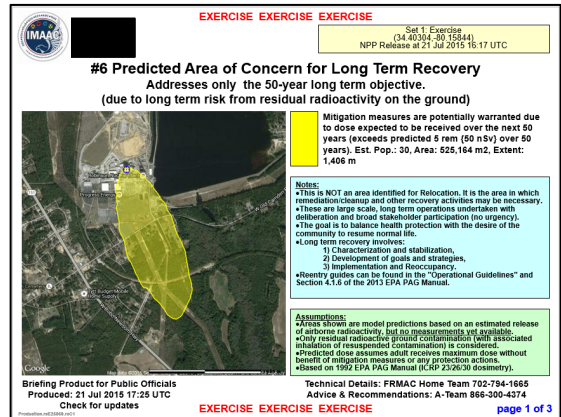 EXERCISE EXERCISE EXERCISE
IMAAC
Set 1: Exercise
(34.40304,-80.15844)
NPP Release at 21 Jul 2015 16:17 UTC
#6 Predicted Area of Concern for Long Term Recovery
Addresses only the 50-year long term objective.
(due to long term risk from residual radioactivity on the ground)
Mitigation measures are potentially warranted due
to dose expected to be received over the next 50
years (exceeds predicted 5 rem {50 nSv} over 50
years). Est. Pop.: 30, Area: 525,164 m2, Extent:
1,406 m
Progress Energy
Budget Mobile
Home Supply
Google
Notes:
•This is NOT an area identified for Relocation. It is the area in which
remediation/cleanup and other recovery activities may be necessary.
•These are large scale, long term operations undertaken with
deliberation and broad stakeholder participation (no urgency).
•The goal is to balance health protection with the desire of the
community to resume normal life.
•Long term recovery involves:
1) Characterization and stabilization,
2) Development of goals and strategies,
3) Implementation and Reoccupancy.
•Reentry guides can be found in the "Operational Guidelines" and
Section 4.1.6 of the 2013 EPA PAG Manual.
Assumptions:
•Areas shown are model predictions based on an estimated release
of airborne radioactivity, but no measurements yet available.
•Only residual radioactive ground contamination (with associated
inhalation of resuspended contamination) is considered.
•Predicted dose assumes adult receives maximum dose without
benefit of mitigation measures or any protection actions.
•Based on 1992 EPA PAG Manual (ICRP 23/26/30 dosimetry).
Briefing Product for Public Officials
Produced: 21 Jul 2015 17:25 UTC
Check for updates
Technical Details: FRMAC Home Team 702-794-1665
Advice & Recommendations: A-Team 866-300-4374
EXERCISE EXERCISE EXERCISE
page 1 of 3